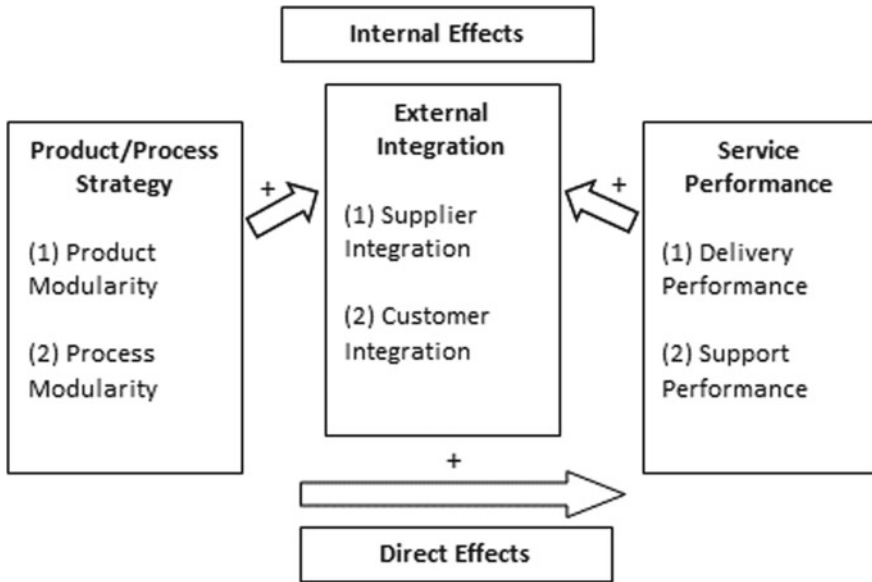 Internal Effects
Product/Process
Strategy
(1) Product
Modularity
(2) Process
Modularity
+
External
Integration
(1) Supplier
Integration
(2) Customer
Integration
+
Service
Performance
(1) Delivery
Performance
(2) Support
Performance
+
Direct Effects